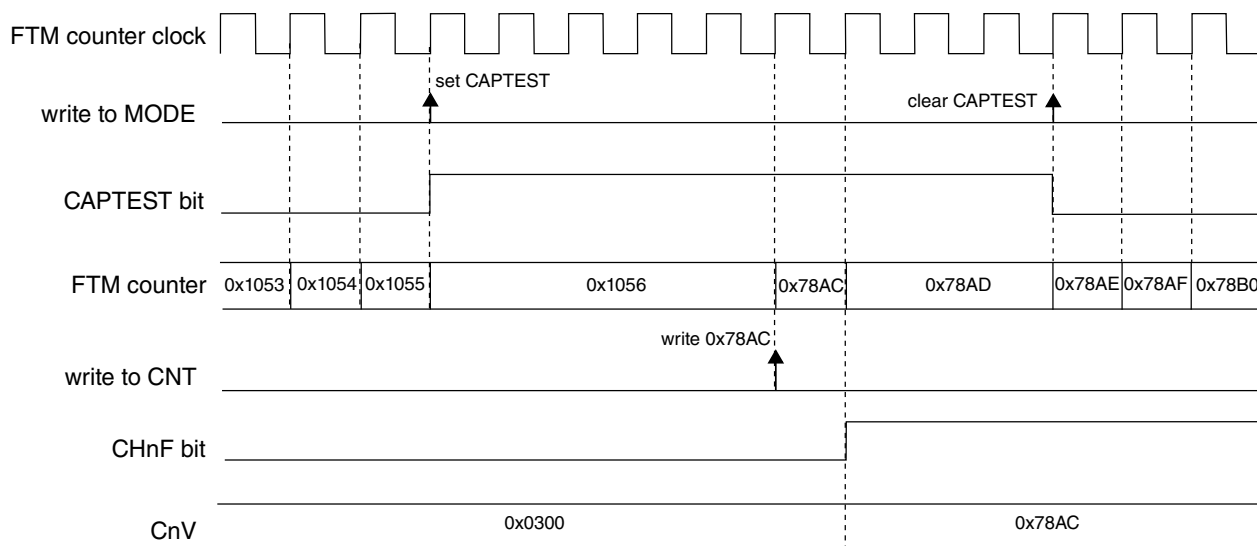 FTM counter clock
set CAPTEST
clear CAPTEST
write to MODE
CAPTEST bit
FTM counter 0x1053 0x1054 0x1055 0x1056 0x78AC 0x78AD 0x78AE 0x78AF 0x78B0
write 0x78AC
write to CNT
CHnF bit
CnV 0x0300 0x78AC